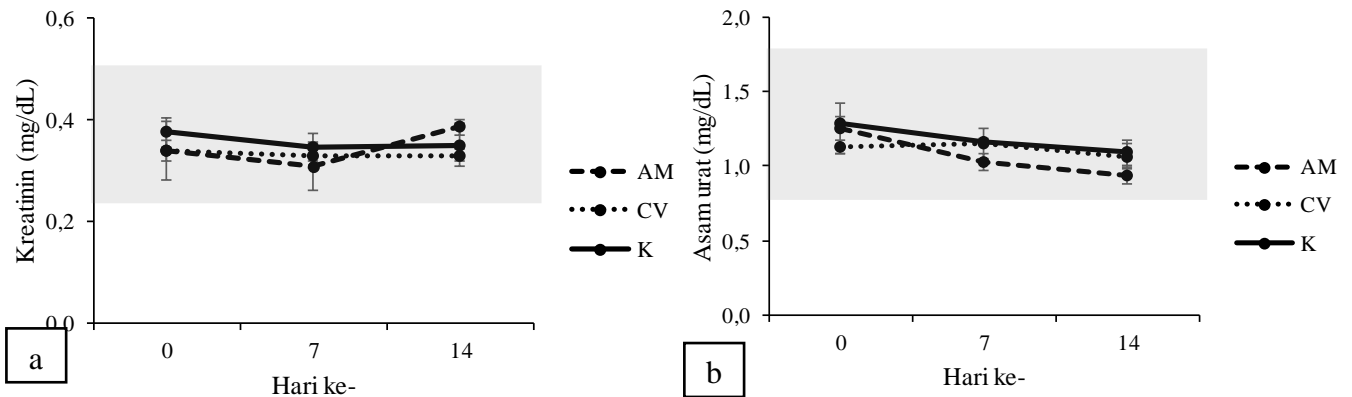 0,6
0,4
0,2
0,0
Kreatinin (mg/dL)
0
7
14
Hari ke-
AM
CV
K
a
2,0
1,5
1,0
0,5
0,0
Asam urat (mg/dL)
0
7
14
Hari ke-
AM
CV
K
b